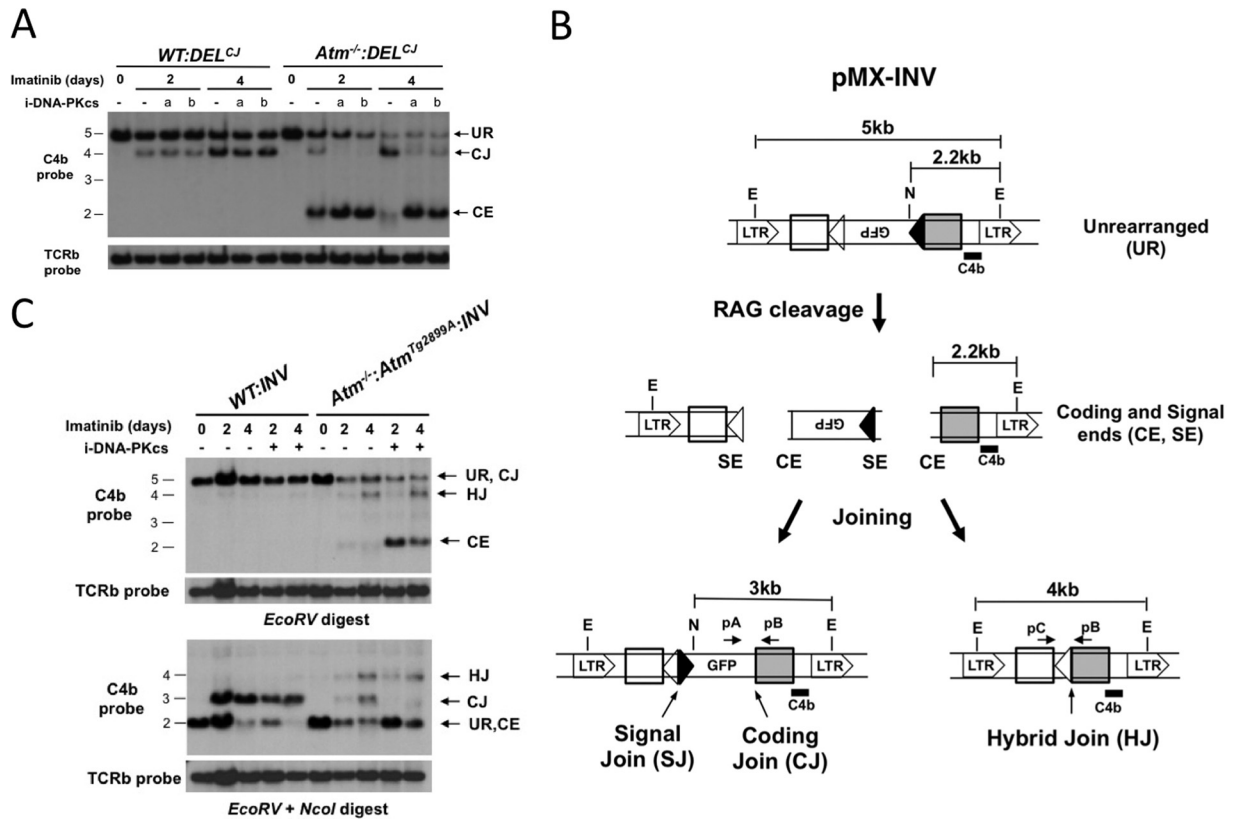 A
WT:DEL^CJ Atm-/-:DEL^CJ
Imatinib (days) 0 2 4 0 2 4
i-DNA-PKcs - - a b - a b - - a b - a b
C4b probe
5
4
3
2
UR
CJ
CE
TCRb probe
B
pMX-INV
5kb
2.2kb
E N E
LTR GFP LTR
C4b
Unrearranged (UR)
RAG cleavage
2.2kb
E E
LTR GFP LTR
C4b
SE CE SE CE
Coding and Signal ends (CE, SE)
Joining
3kb
E N pA pB E
LTR GFP LTR
C4b
Signal Join (SJ)
Coding Join (CJ)
4kb
E pC pB E
LTR LTR
C4b
Hybrid Join (HJ)
C
WT:INV Atm-/-:AtmTg2899A:INV
Imatinib (days) 0 2 4 2 4 0 2 4 2 4
i-DNA-PKcs - - - + + - - - + +
C4b probe
5
4
3
2
UR, CJ
HJ
CE
TCRb probe
EcoRV digest
C4b probe
4
3
2
HJ
CJ
UR,CE
TCRb probe
EcoRV + NcoI digest